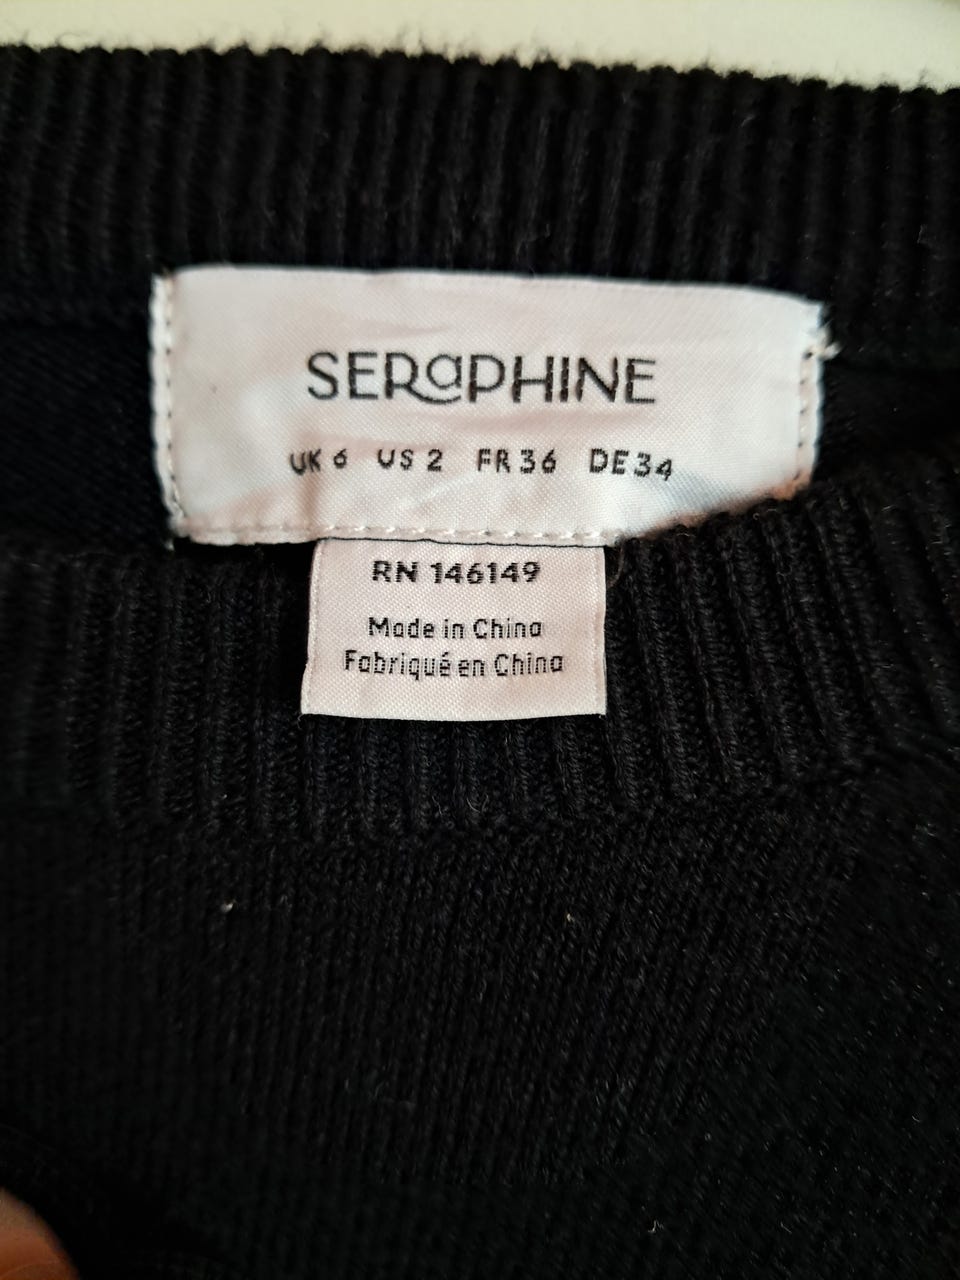 SERaPHINE
UK 6 US 2 FR 36 DE 34
RN 146149
Made in China
Fabriqué en China